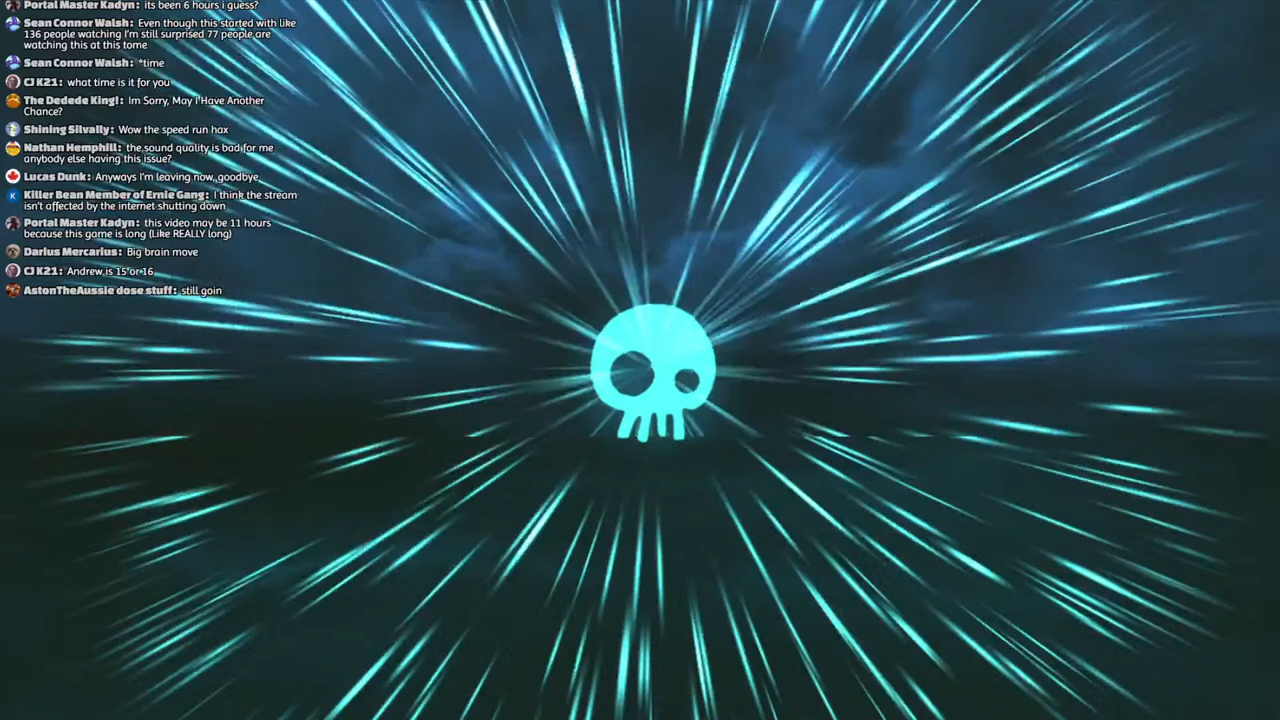 Portal Master Kadyn: its been 6 hours i guess?
Sean Connor Walsh: Even though this started with like
136 people watching I'm still surprised 77 people are
watching this at this tome
Sean Connor Walsh: *time
CJ K21: what time is it for you
The Dedede King!: Im Sorry, May I Have Another
Chance?
Shining Silvally: Wow the speed run hax
Nathan Hemphill: the sound quality is bad for me
anybody else having this issue?
Lucas Dunk: Anyways I'm leaving now, goodbye
K
Killer Bean Member of Ernie Gang: I think the stream
isn't affected by the internet shutting down
Portal Master Kadyn: this video may be 11 hours
because this game is long (Like REALLY long)
Darius Mercarius: Big brain move
CJ K21: Andrew is 15 or 16
AstonTheAussie dose stuff: still goin